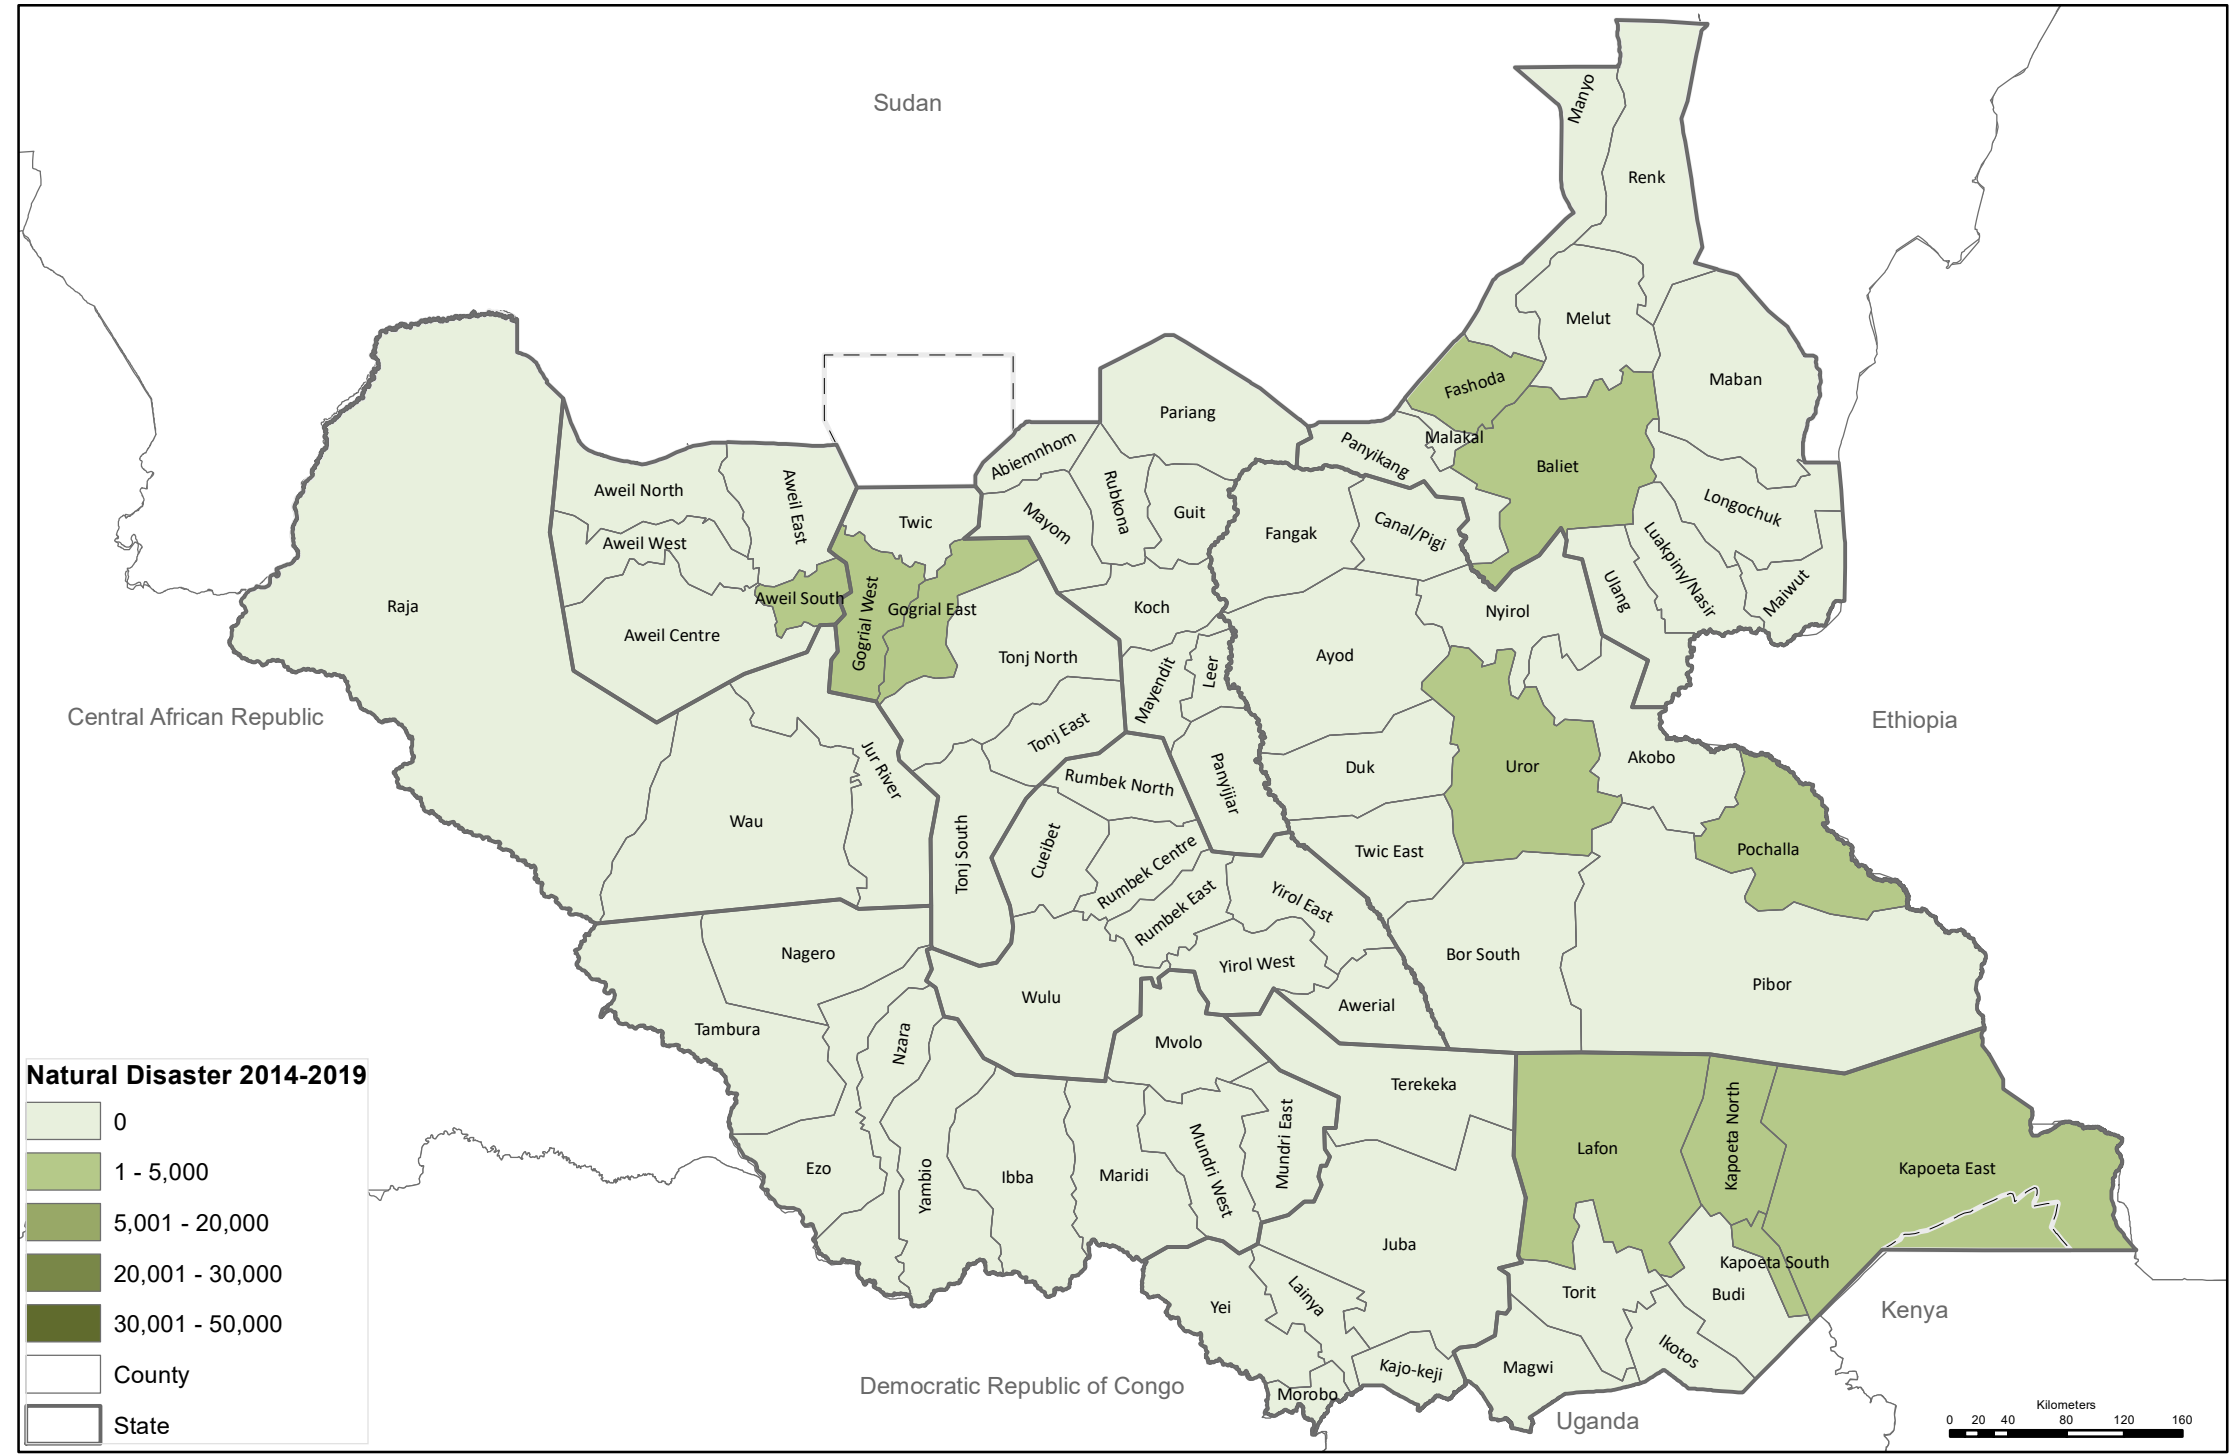 Sudan
Manyo
Renk
Melut
Maban
Fashoda
Pariang
Malakal
Panyikang
Baliet
Abiemnhom
Aweil North
Aweil East
Twic
Mayom
Rubkona
Guit
Fangak
Canal/Pigi
Longochuk
Luakpiny/Nasir
Aweil West
Ulang
Maiwut
Raja
Aweil South
Gogrial West
Gogrial East
Koch
Nyirol
Aweil Centre
Tonj North
Ayod
Mayendit
Leer
Central African Republic
Ethiopia
Tonj East
Jur River
Rumbek North
Panyijiar
Duk
Uror
Akobo
Wau
Tonj South
Cueibet
Rumbek Centre
Twic East
Pochalla
Rumbek East
Yirol East
Nagero
Yirol West
Bor South
Pibor
Wulu
Awerial
Tambura
Nzara
Mvolo
Terekeka
Natural Disaster 2014-2019
0
1 - 5,000
5,001 - 20,000
20,001 - 30,000
30,001 - 50,000
County
State
Ezo
Yambio
Ibba
Maridi
Mundri West
Mundri East
Lafon
Kapoeta North
Kapoeta East
Juba
Kapoeta South
Torit
Budi
Yei
Lainya
Kenya
Ikotos
Magwi
Kajo-keji
Morobo
Democratic Republic of Congo
Uganda
Kilometers
0 20 40 80 120 160